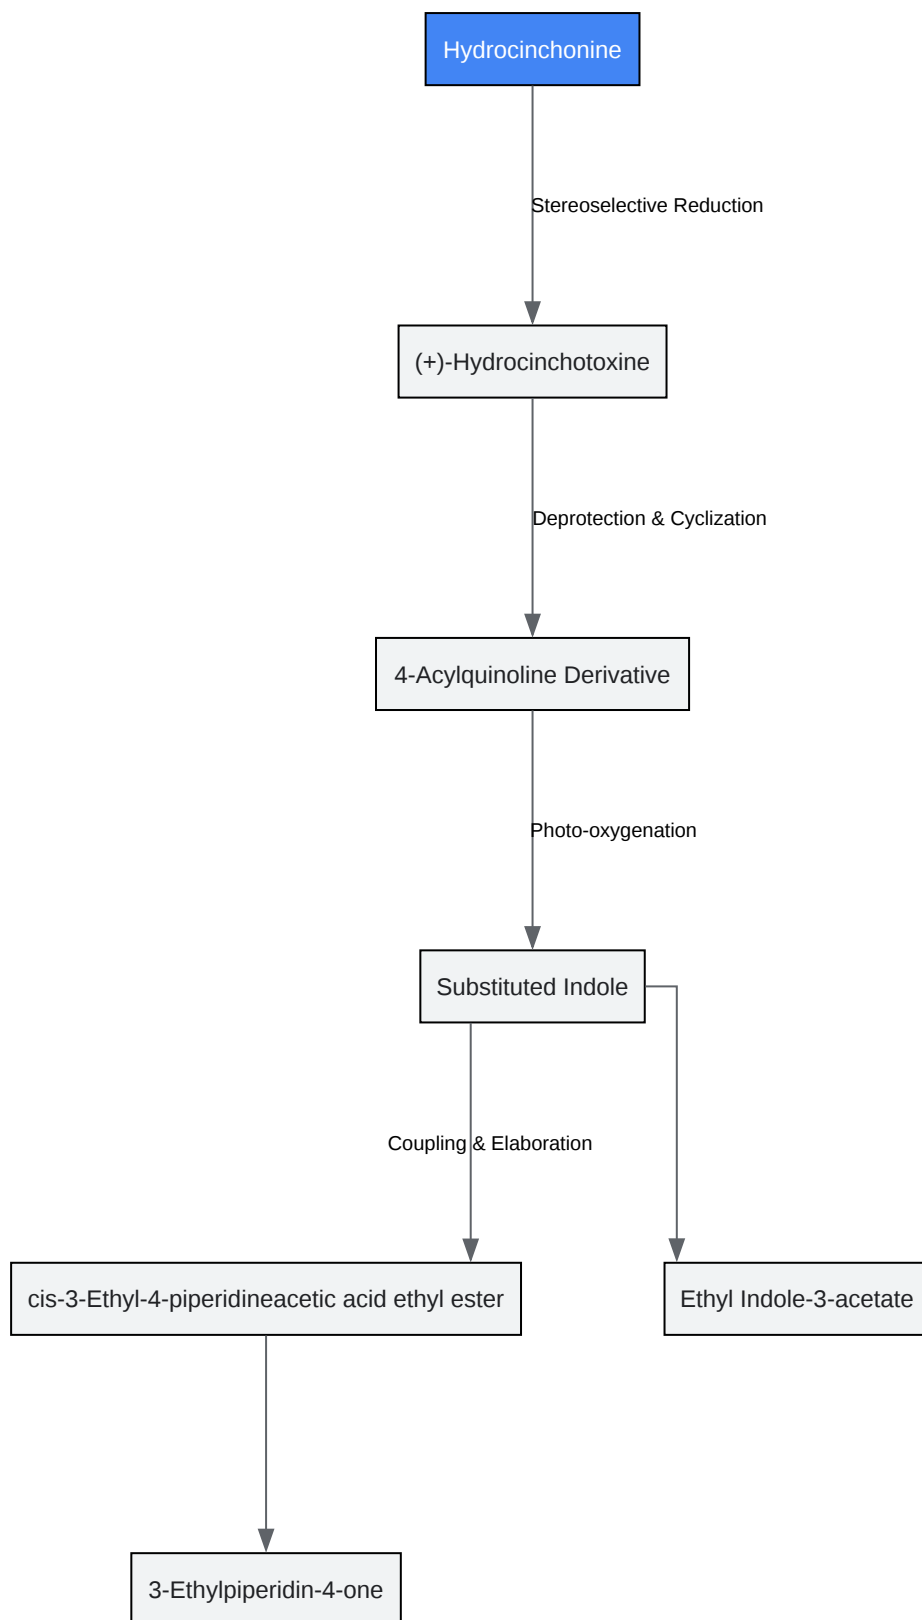 Hydrocinchonine
Stereoselective Reduction
(+)-Hydrocinchotoxine
Deprotection & Cyclization
4-Acylquinoline Derivative
Photo-oxygenation
Substituted Indole
Coupling & Elaboration
cis-3-Ethyl-4-piperidineacetic acid ethyl ester
Ethyl Indole-3-acetate
3-Ethylpiperidin-4-one